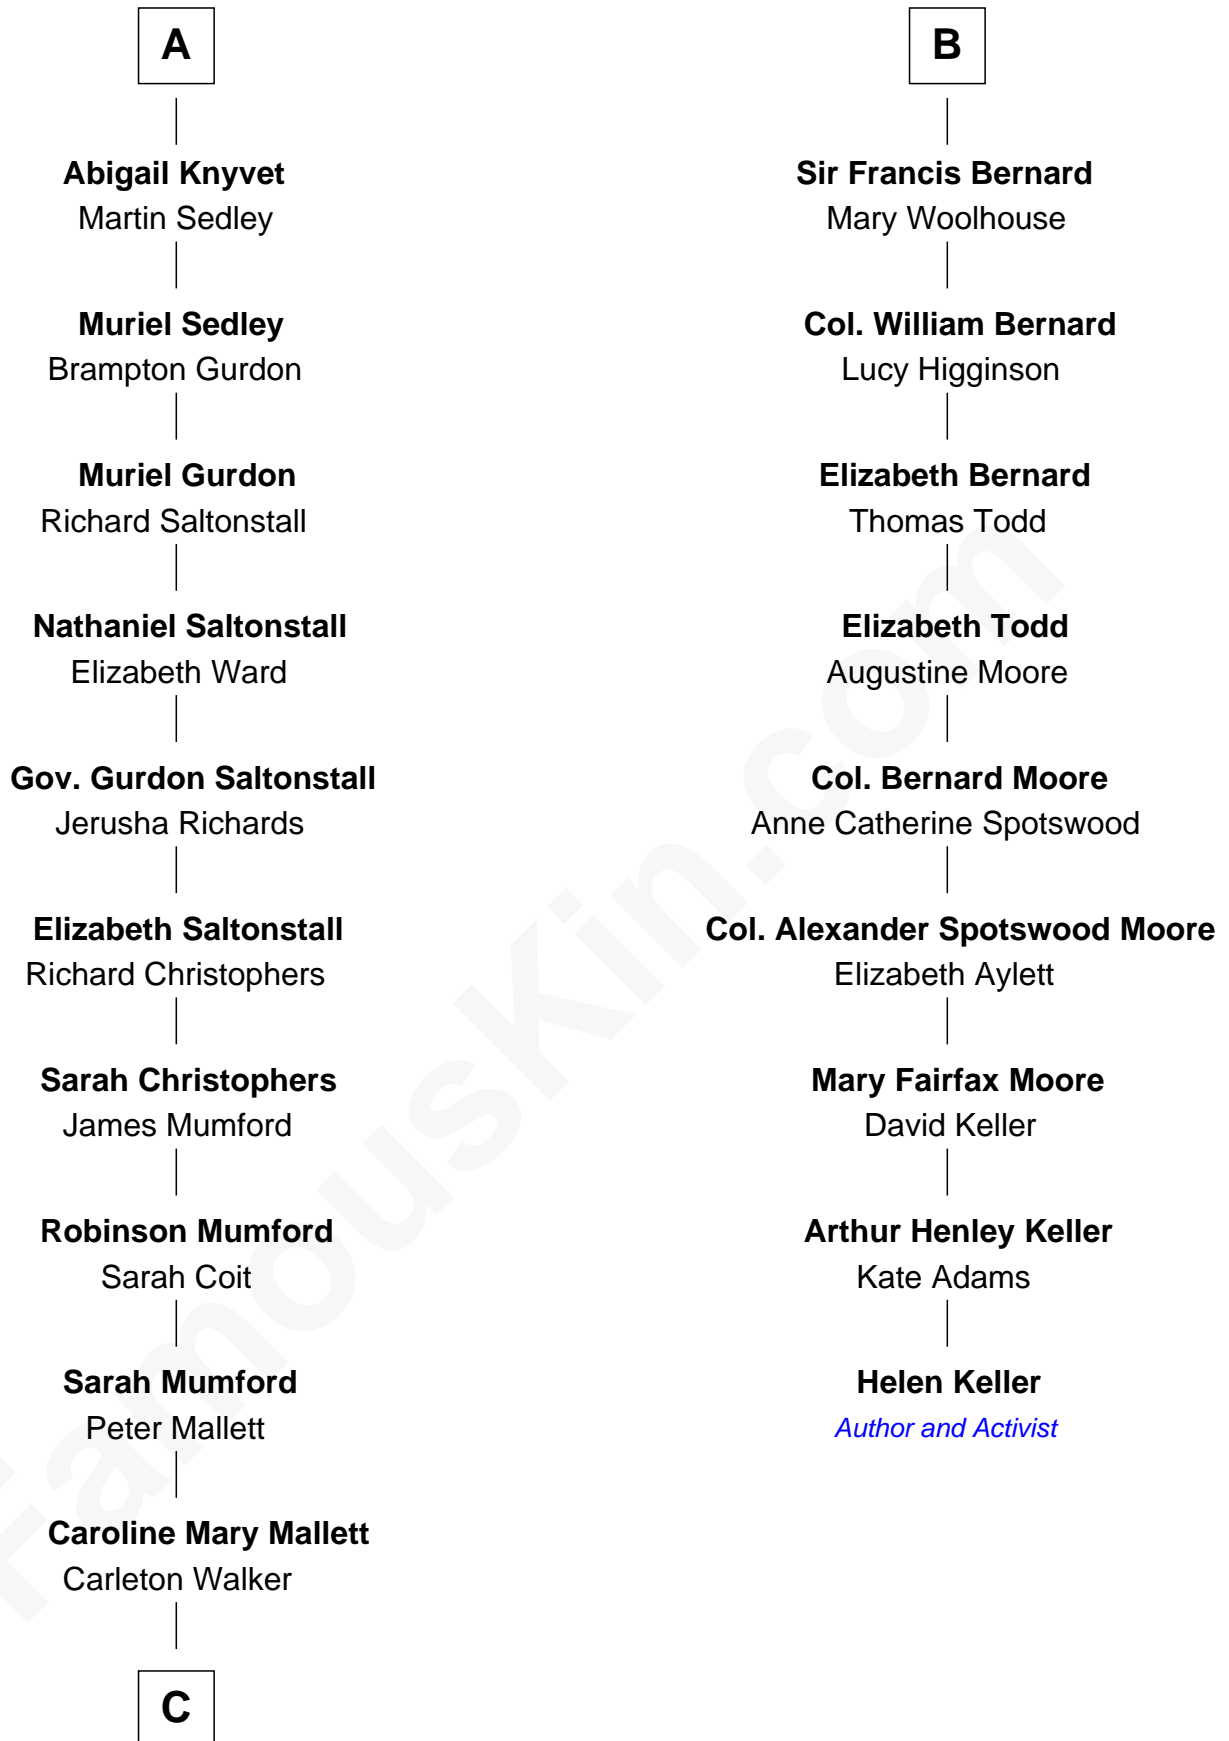 A
Abigail Knyvet
Martin Sedley
Muriel Sedley
Brampton Gurdon
Muriel Gurdon
Richard Saltonstall
Nathaniel Saltonstall
Elizabeth Ward
Gov. Gurdon Saltonstall
Jerusha Richards
Elizabeth Saltonstall
Richard Christophers
Sarah Christophers
James Mumford
Robinson Mumford
Sarah Coit
Sarah Mumford
Peter Mallett
Caroline Mary Mallett
Carleton Walker
C
B
Sir Francis Bernard
Mary Woolhouse
Col. William Bernard
Lucy Higginson
Elizabeth Bernard
Thomas Todd
Elizabeth Todd
Augustine Moore
Col. Bernard Moore
Anne Catherine Spotswood
Col. Alexander Spotswood Moore
Elizabeth Aylett
Mary Fairfax Moore
David Keller
Arthur Henley Keller
Kate Adams
Helen Keller
Author and Activist
FamousKin.com